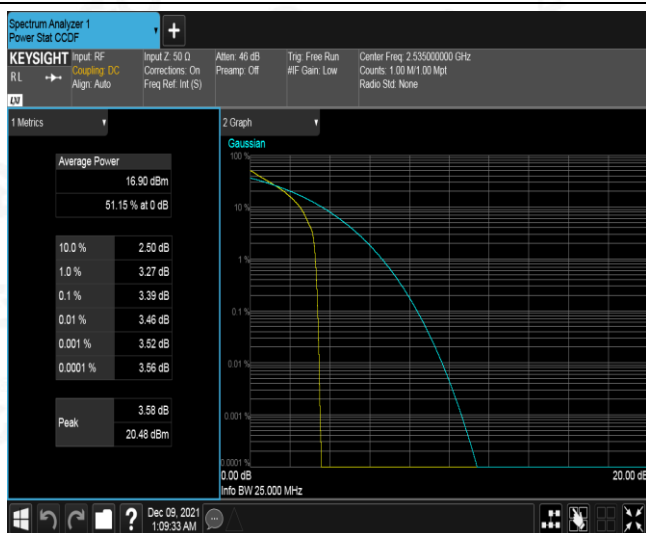 Spectrum Analyzer 1
Power Stat CCDF
KEYSIGHT
RL
LXI
Input: RF
Coupling: DC
Align: Auto
Input Z: 50 Ω
Corrections: On
Freq Ref: Int (S)
Atten: 46 dB
Preamp: Off
Trig: Free Run
#IF Gain: Low
Center Freq: 2.535000000 GHz
Counts: 1.00 M/1.00 Mpt
Radio Std: None
1 Metrics
Average Power
16.90 dBm
51.15 % at 0 dB
10.0 % 2.50 dB
1.0 % 3.27 dB
0.1 % 3.39 dB
0.01 % 3.46 dB
0.001 % 3.52 dB
0.0001 % 3.56 dB
Peak
3.58 dB
20.48 dBm
2 Graph
Gaussian
100 %
10 %
1 %
0.1 %
0.01 %
0.001 %
0.0001 %
0.00 dB
20.00 dB
Info BW 25.000 MHz
?
Dec 09, 2021
1:09:33 AM